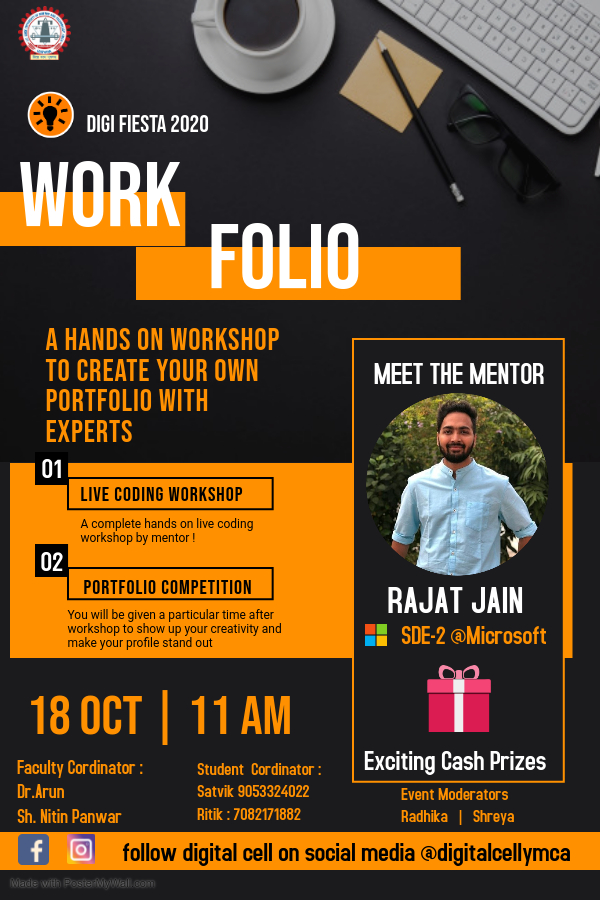 DIGI FIESTA 2020
WORK
FOLIO
A HANDS ON WORKSHOP
TO CREATE YOUR OWN
PORTFOLIO WITH
EXPERTS
01
LIVE CODING WORKSHOP
A complete hands on live coding
workshop by mentor !
02
PORTFOLIO COMPETITION
You will be given a particular time after
workshop to show up your creativity and
make your profile stand out
MEET THE MENTOR
RAJAT JAIN
SDE-2 @Microsoft
Exciting Cash Prizes
18 OCT | 11 AM
Faculty Cordinator :
Dr.Arun
Sh. Nitin Panwar
Student Cordinator :
Satvik 9053324022
Ritik : 7082171882
Event Moderators
Radhika | Shreya
follow digital cell on social media @digitalcellymca
Made with PosterMyWall.com